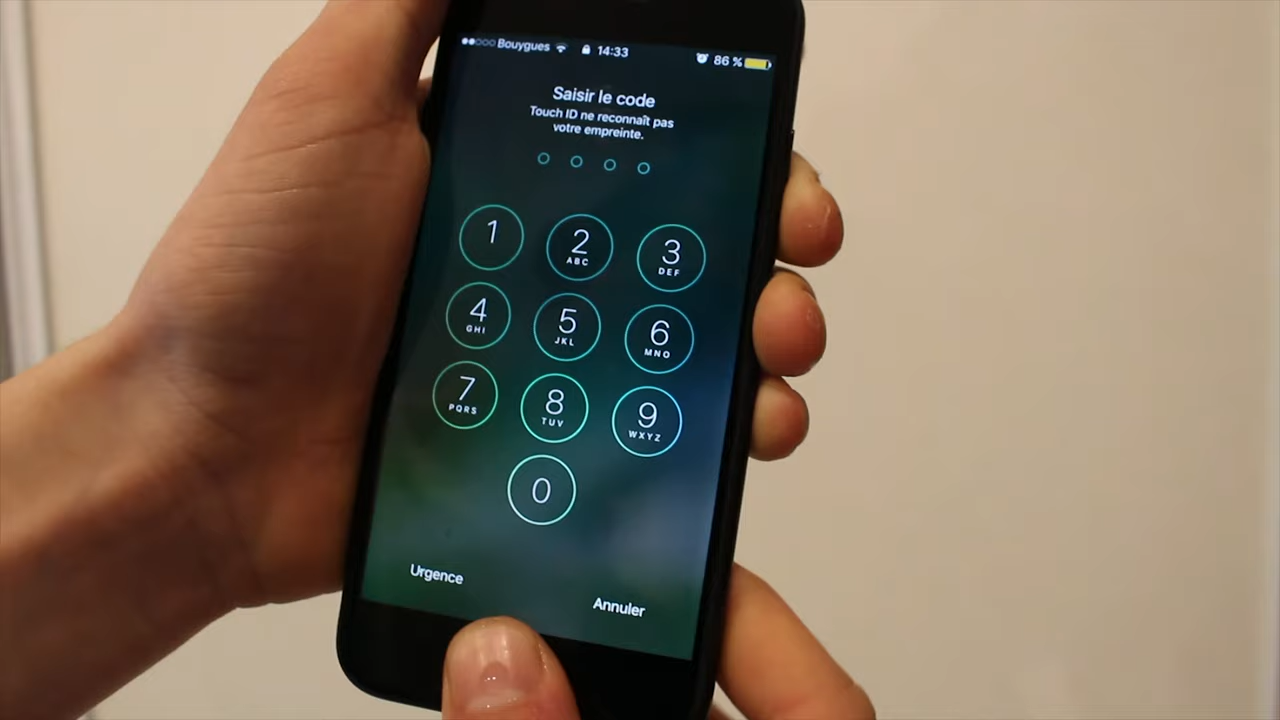 Bouygues 14:33 86 %
Saisir le code
Touch ID ne reconnaît pas
votre empreinte.
1 2 3
ABC DEF
4 5 6
GHI JKL MNO
7 8 9
PQRS TUV WXYZ
0
Urgence Annuler